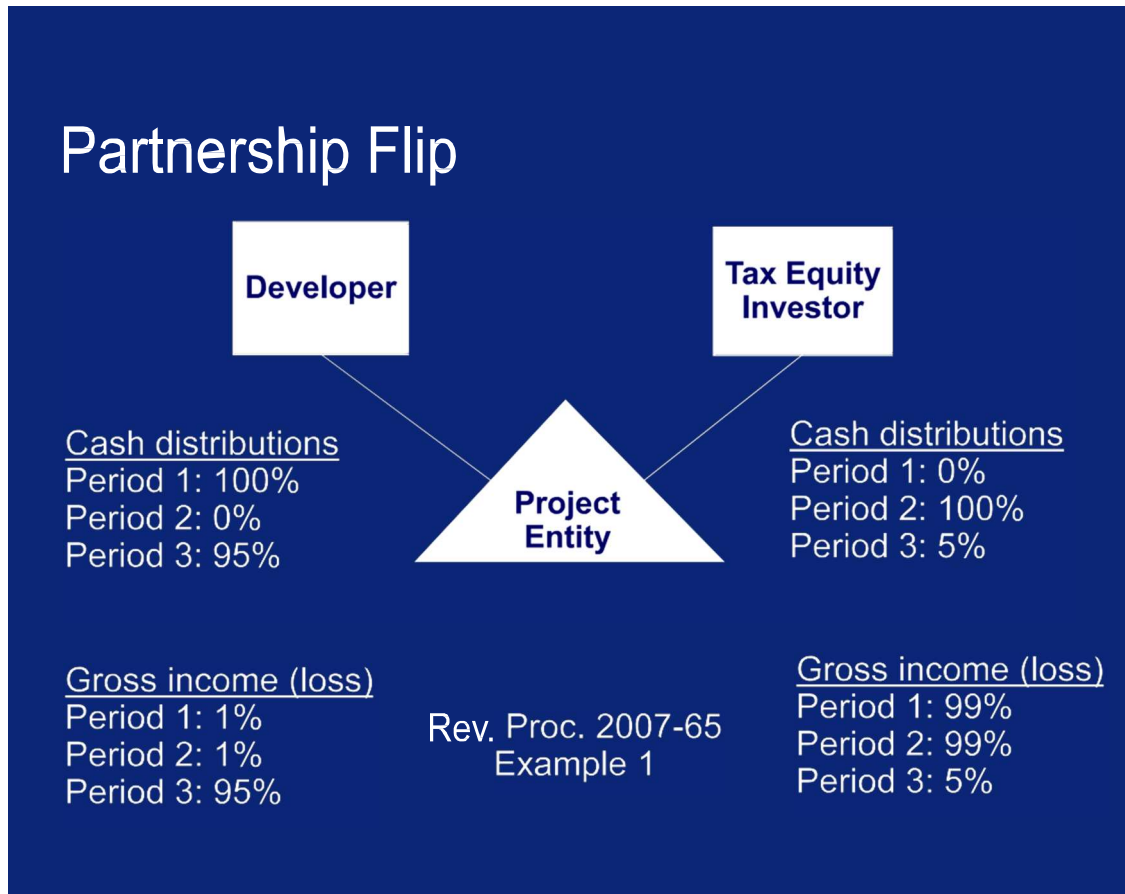 Partnership Flip
Developer
Tax Equity
Investor
Project
Entity
Cash distributions
Period 1: 100%
Period 2: 0%
Period 3: 95%
Cash distributions
Period 1: 0%
Period 2: 100%
Period 3: 5%
Gross income (loss)
Period 1: 1%
Period 2: 1%
Period 3: 95%
Rev. Proc. 2007-65
Example 1
Gross income (loss)
Period 1: 99%
Period 2: 99%
Period 3: 5%